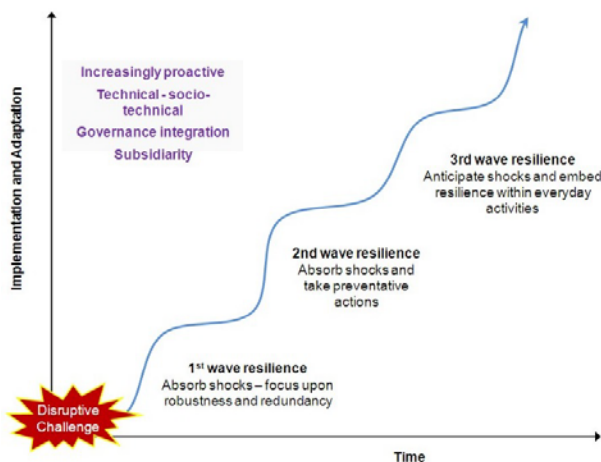 Implementation and Adaptation
Increasingly proactive
Technical - socio-
technical
Governance integration
Subsidiarity
3rd wave resilience
Anticipate shocks and embed
resilience within everyday
activities
2nd wave resilience
Absorb shocks and
take preventative
actions
1st wave resilience
Absorb shocks – focus upon
robustness and redundancy
Disruptive
Challenge
Time